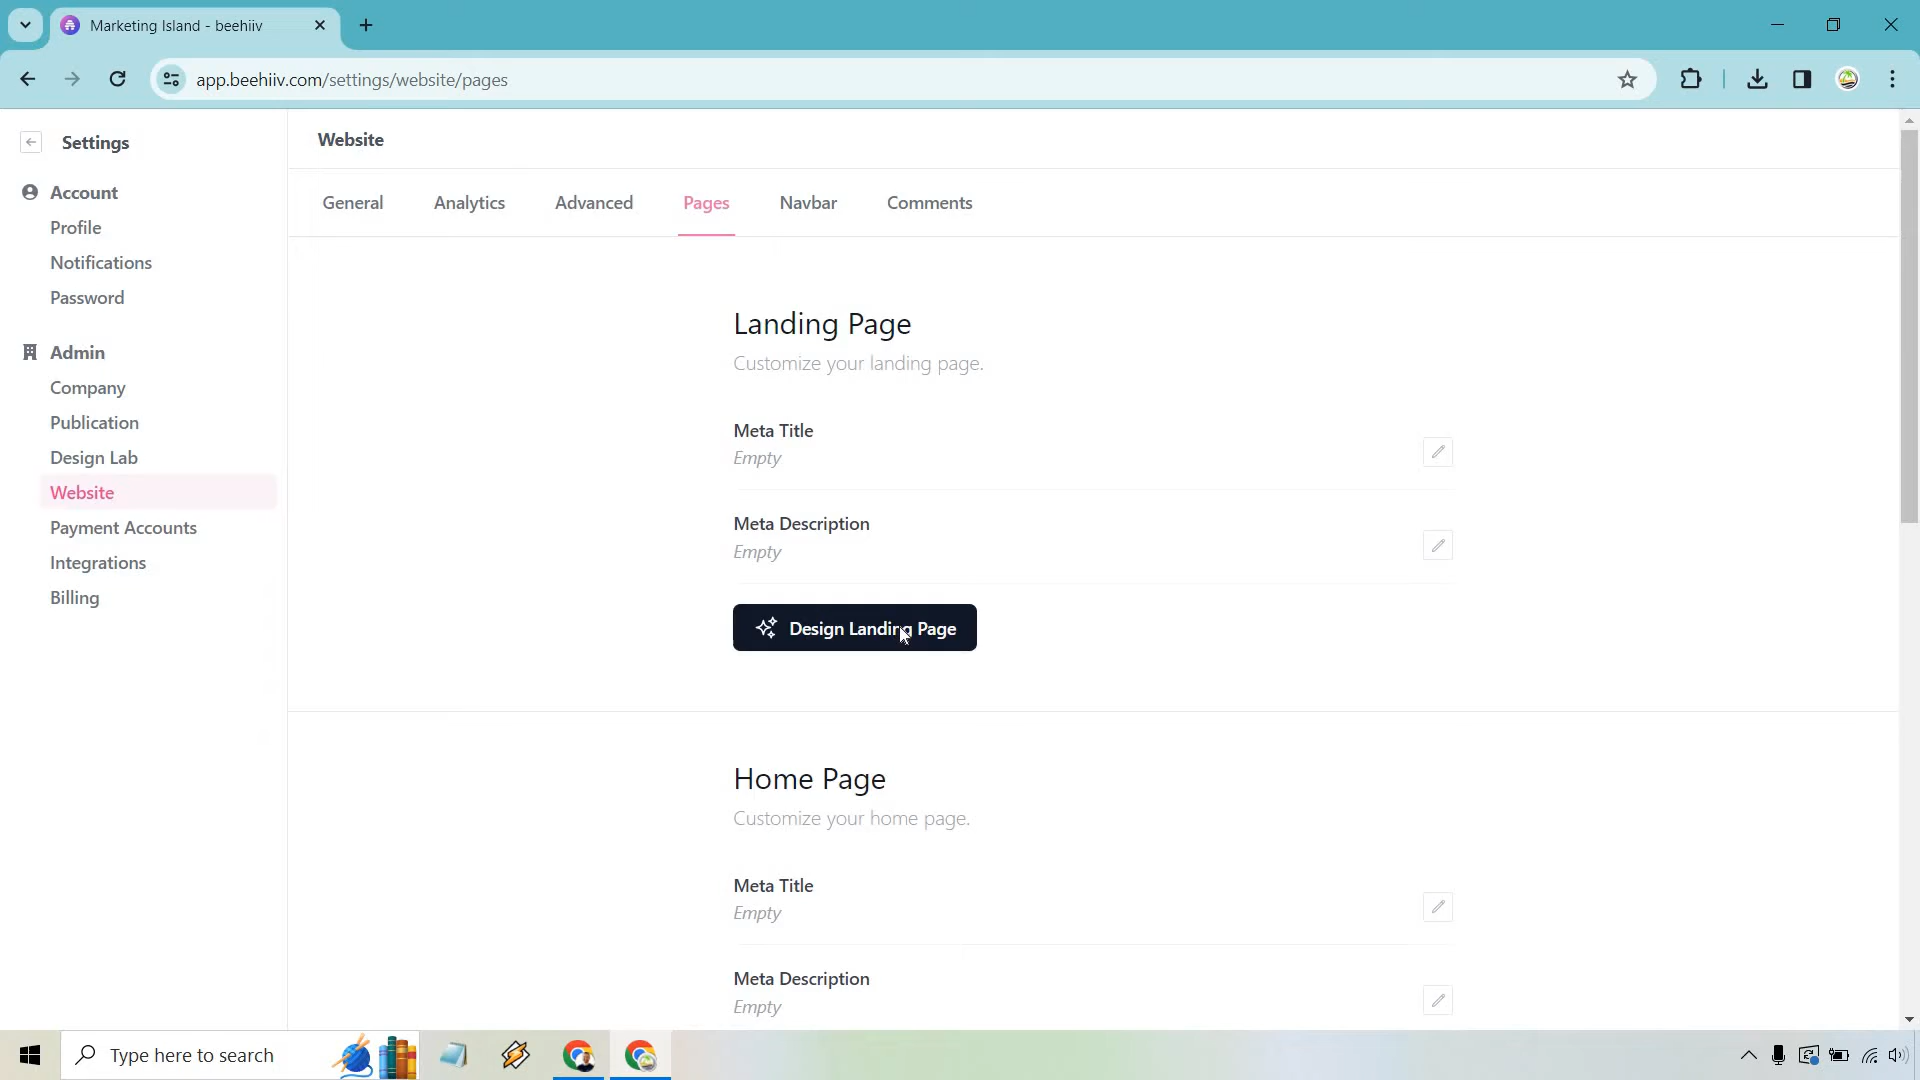 Marketing Island - beehiiv
app.beehiiv.com/settings/website/pages
Settings
Account
Profile
Notifications
Password
Admin
Company
Publication
Design Lab
Website
Payment Accounts
Integrations
Billing
Website
General Analytics Advanced Pages Navbar Comments
Landing Page
Customize your landing page.
Meta Title
Empty
Meta Description
Empty
Design Landing Page
Home Page
Customize your home page.
Meta Title
Empty
Meta Description
Empty
Type here to search